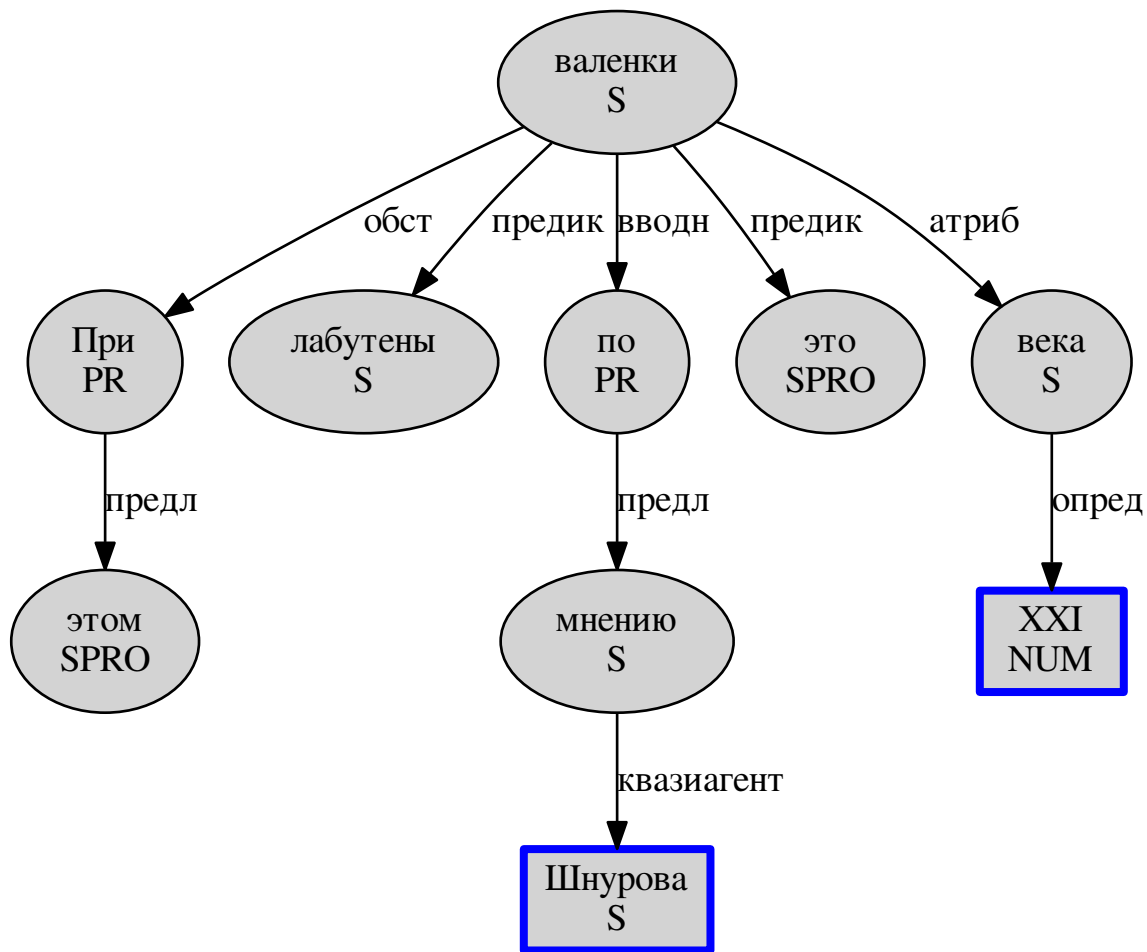 валенки
S
обст
предик
вводн
предик
атриб
При
PR
лабутены
S
по
PR
это
SPRO
века
S
предл
предл
опред
этом
SPRO
мнению
S
XXI
NUM
квазиагент
Шнурова
S